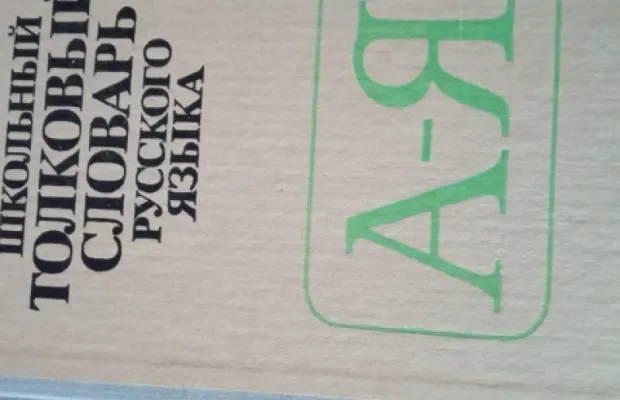 ШКОЛЬНЫЙ
ТОЛКОВЫЙ
СЛОВАРЬ
РУССКОГО
ЯЗЫКА
А-Я